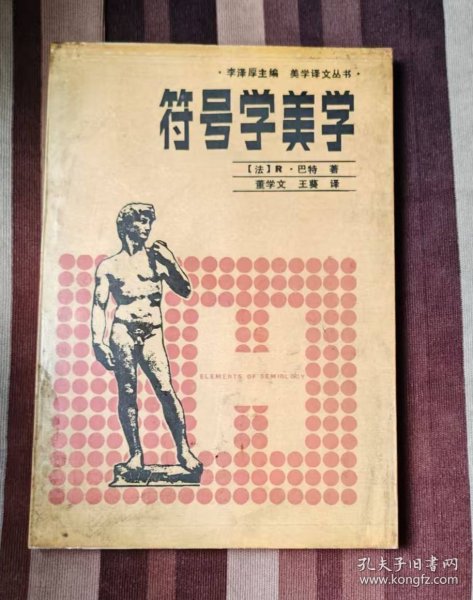 ·李泽厚主编 美学译文丛书·
符号学美学
[法]R·巴特 著
董学文 王葵 译
ELEMENTS OF SEMIOLOGY
孔夫子旧书网
www.kongfz.com